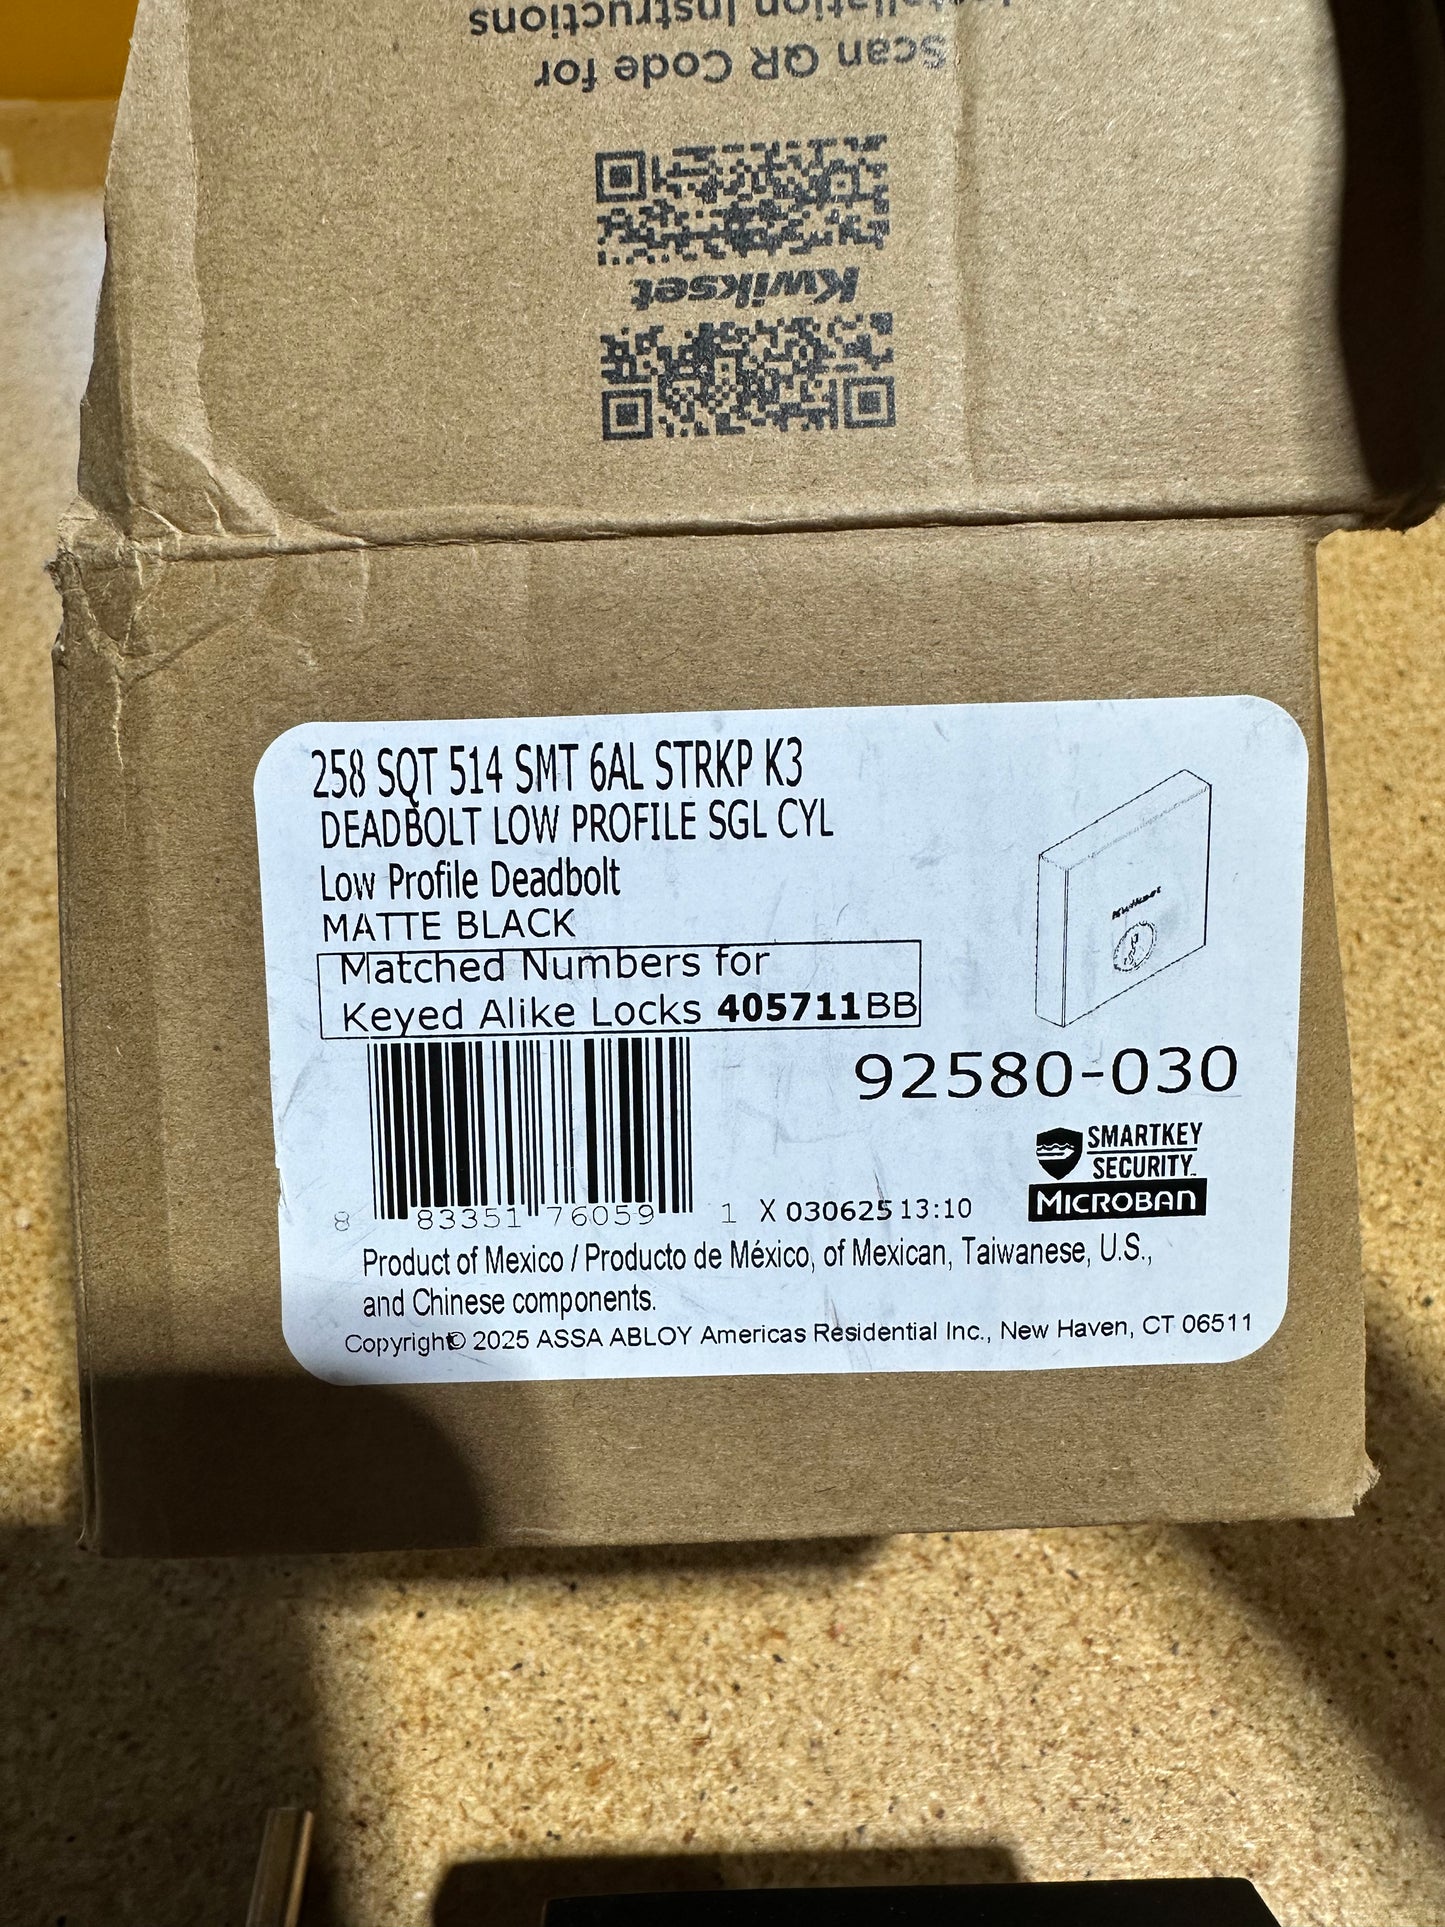 Scan QR Code for
Installation Instructions
Kwikset
258 SQT 514 SMT 6AL STRKP K3
DEADBOLT LOW PROFILE SGL CYL
Low Profile Deadbolt
MATTE BLACK
Matched Numbers for
Keyed Alike Locks 405711BB
Kwikset
92580-030
SMARTKEY
SECURITY™
MICROBAN
8 83351 76059 1 X 030625 13:10
Product of Mexico / Producto de México, of Mexican, Taiwanese, U.S.,
and Chinese components.
Copyright© 2025 ASSA ABLOY Americas Residential Inc., New Haven, CT 06511